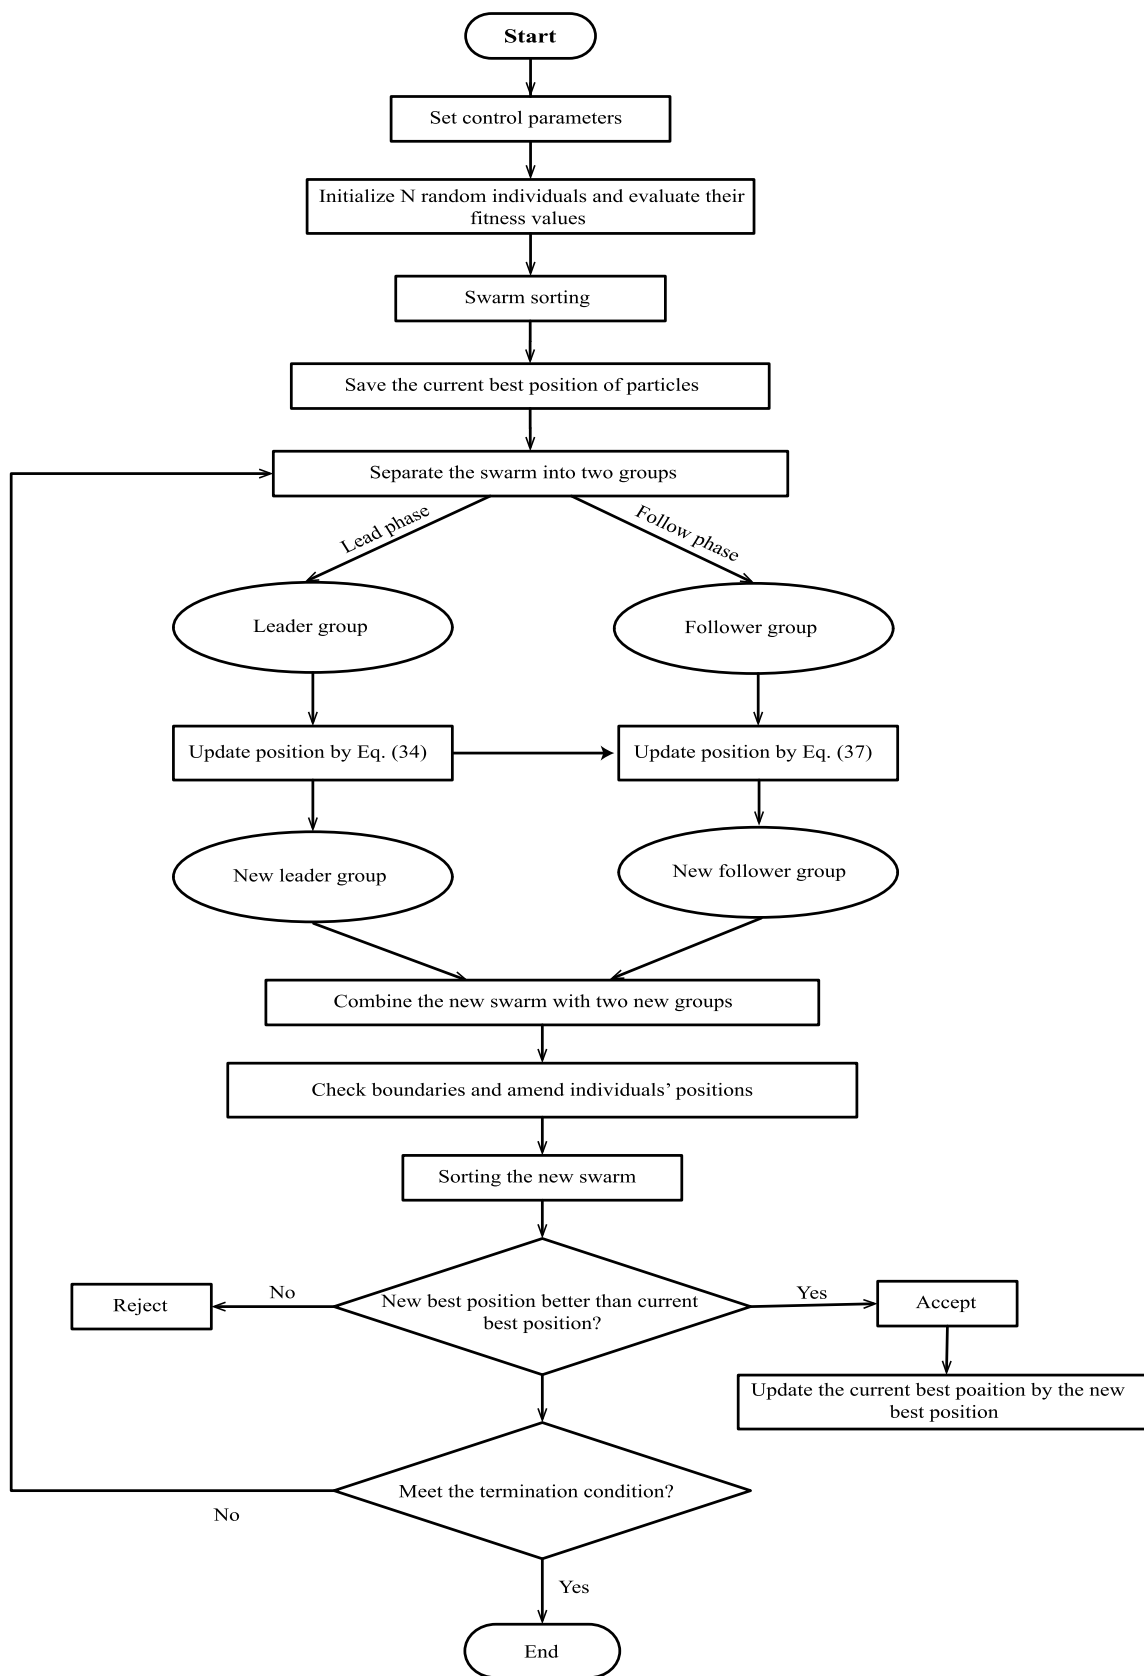 Start
Set control parameters
Initialize N random individuals and evaluate their
fitness values
Swarm sorting
Save the current best position of particles
Separate the swarm into two groups
Lead phase
Follow phase
Leader group
Follower group
Update position by Eq. (34)
Update position by Eq. (37)
New leader group
New follower group
Combine the new swarm with two new groups
Check boundaries and amend individuals’ positions
Sorting the new swarm
New best position better than current
best position?
No
Reject
Yes
Accept
Update the current best poaition by the new
best position
Meet the termination condition?
No
Yes
End